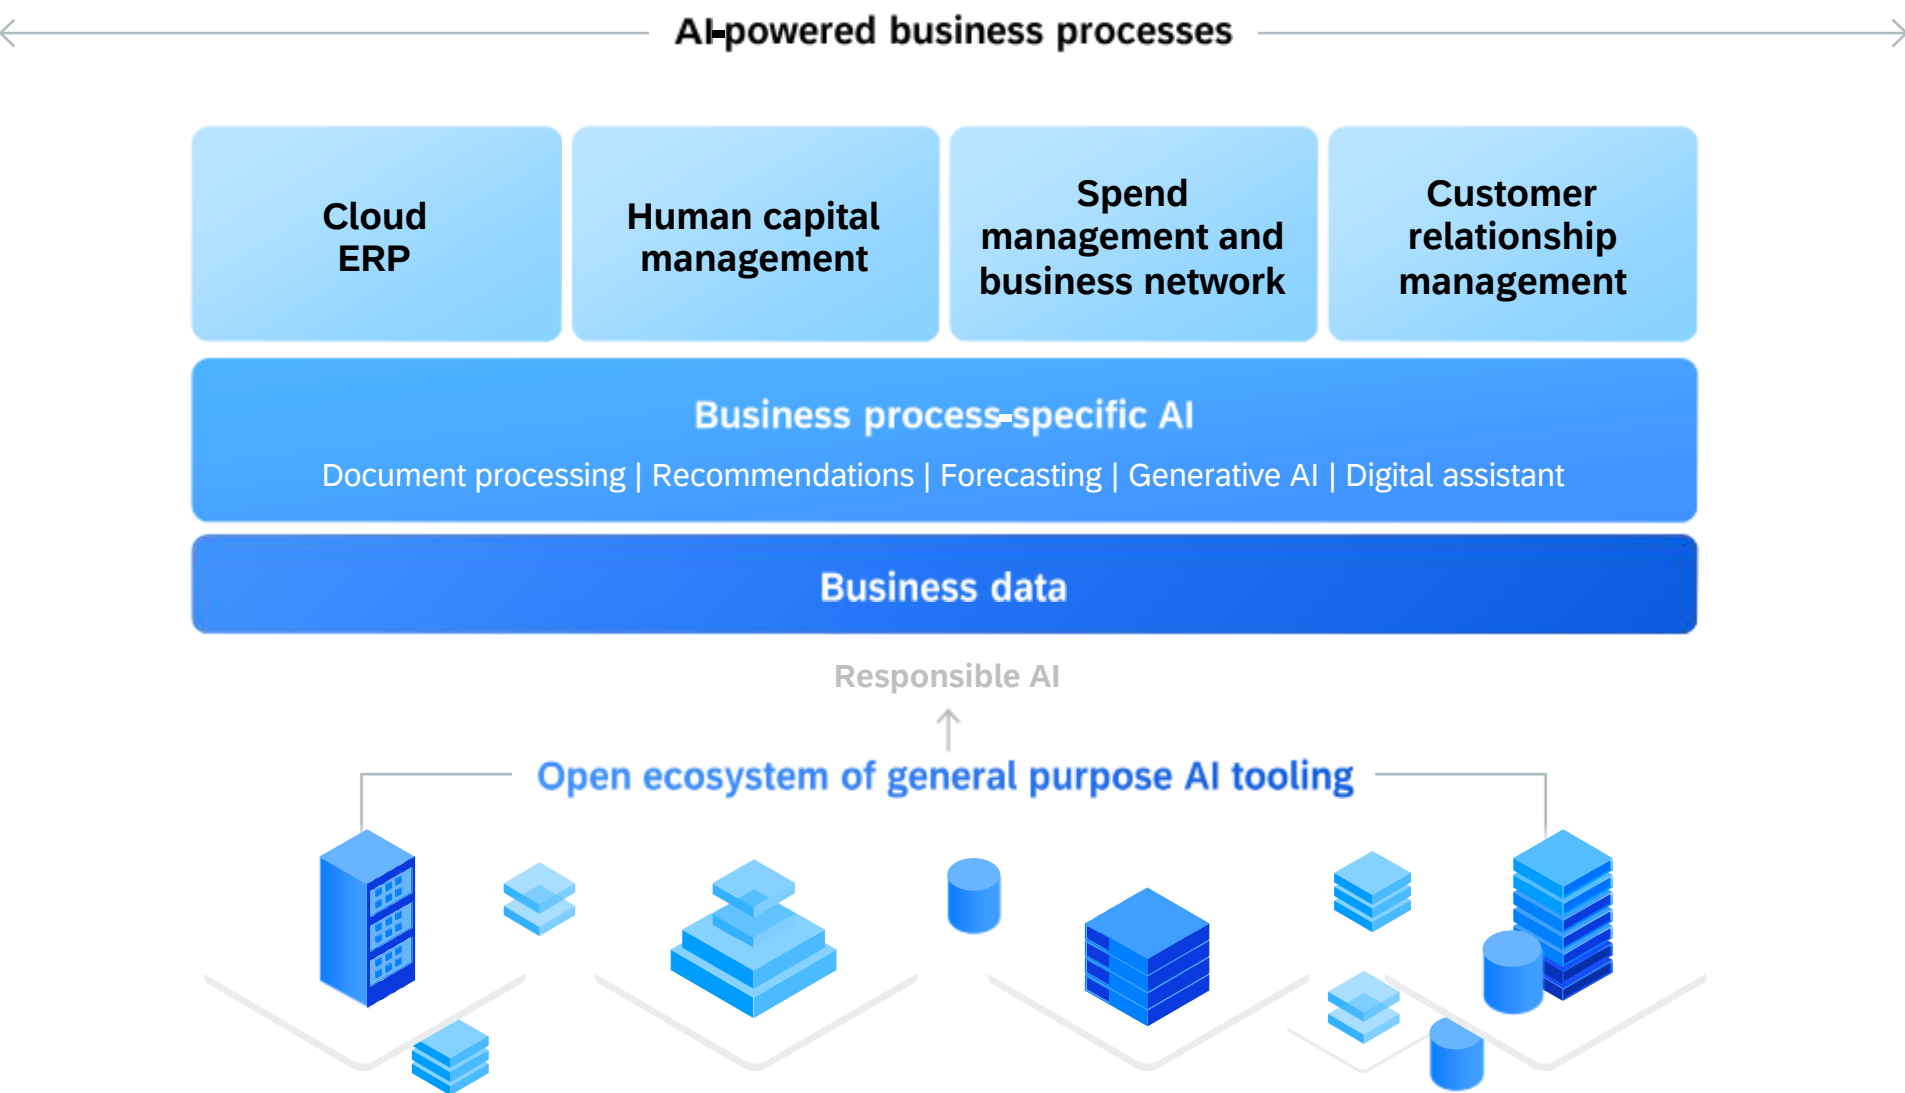 AI-powered business processes
Cloud
ERP
Human capital
management
Spend
management and
business network
Customer
relationship
management
Business process-specific AI
Document processing | Recommendations | Forecasting | Generative AI | Digital assistant
Business data
Responsible AI
Open ecosystem of general purpose AI tooling